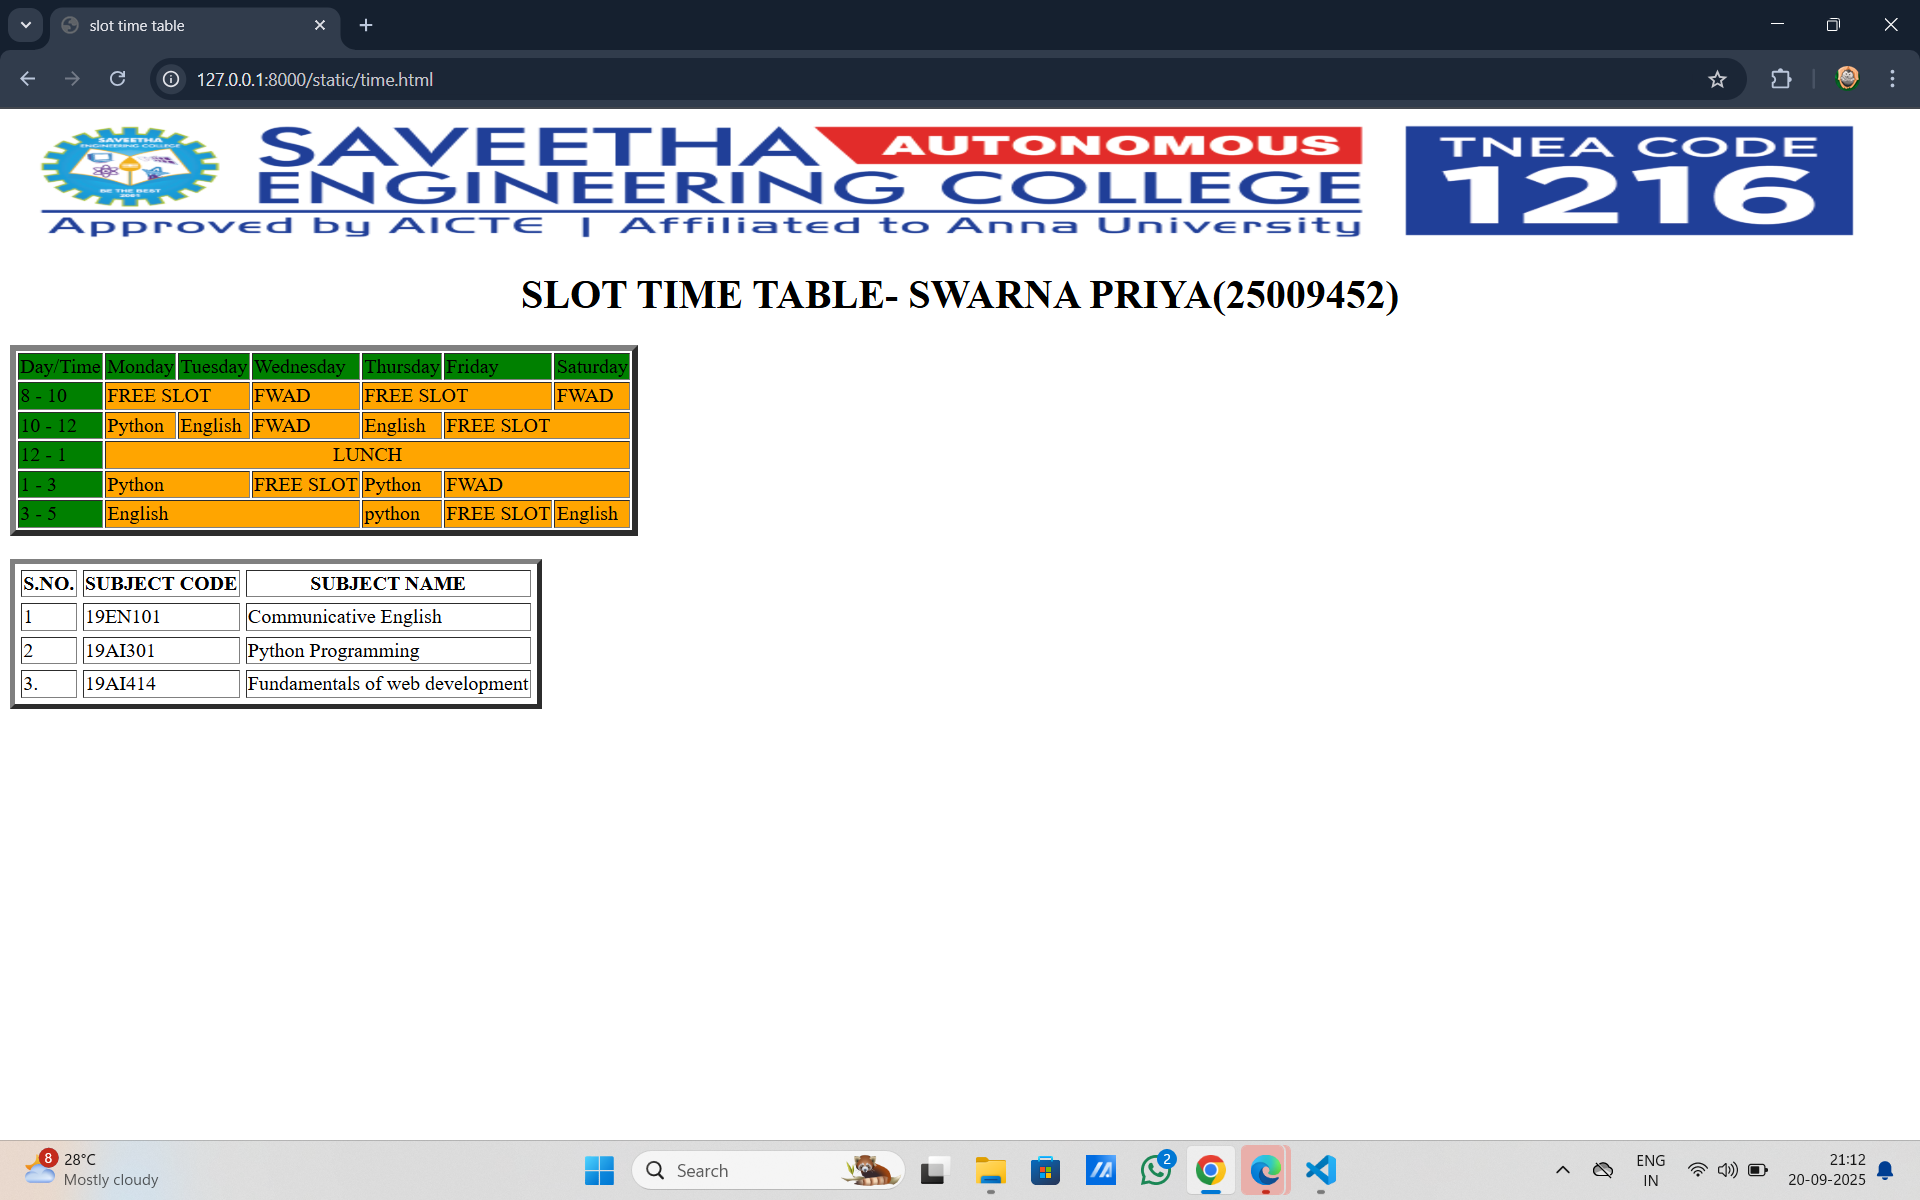 slot time table
127.0.0.1:8000/static/time.html
SAVEETHA ENGINEERING COLLEGE
BE THE BEST
2001
SAVEETHA AUTONOMOUS
ENGINEERING COLLEGE
Approved by AICTE | Affiliated to Anna University
TNEA CODE
1216
SLOT TIME TABLE- SWARNA PRIYA(25009452)
Day/Time Monday Tuesday Wednesday Thursday Friday Saturday
8 - 10 FREE SLOT FWAD FREE SLOT FWAD
10 - 12 Python English FWAD English FREE SLOT
12 - 1 LUNCH
1 - 3 Python FREE SLOT Python FWAD
3 - 5 English python FREE SLOT English
S.NO. SUBJECT CODE SUBJECT NAME
1 19EN101 Communicative English
2 19AI301 Python Programming
3. 19AI414 Fundamentals of web development
8
28°C
Mostly cloudy
Search
2
ENG
IN
21:12
20-09-2025